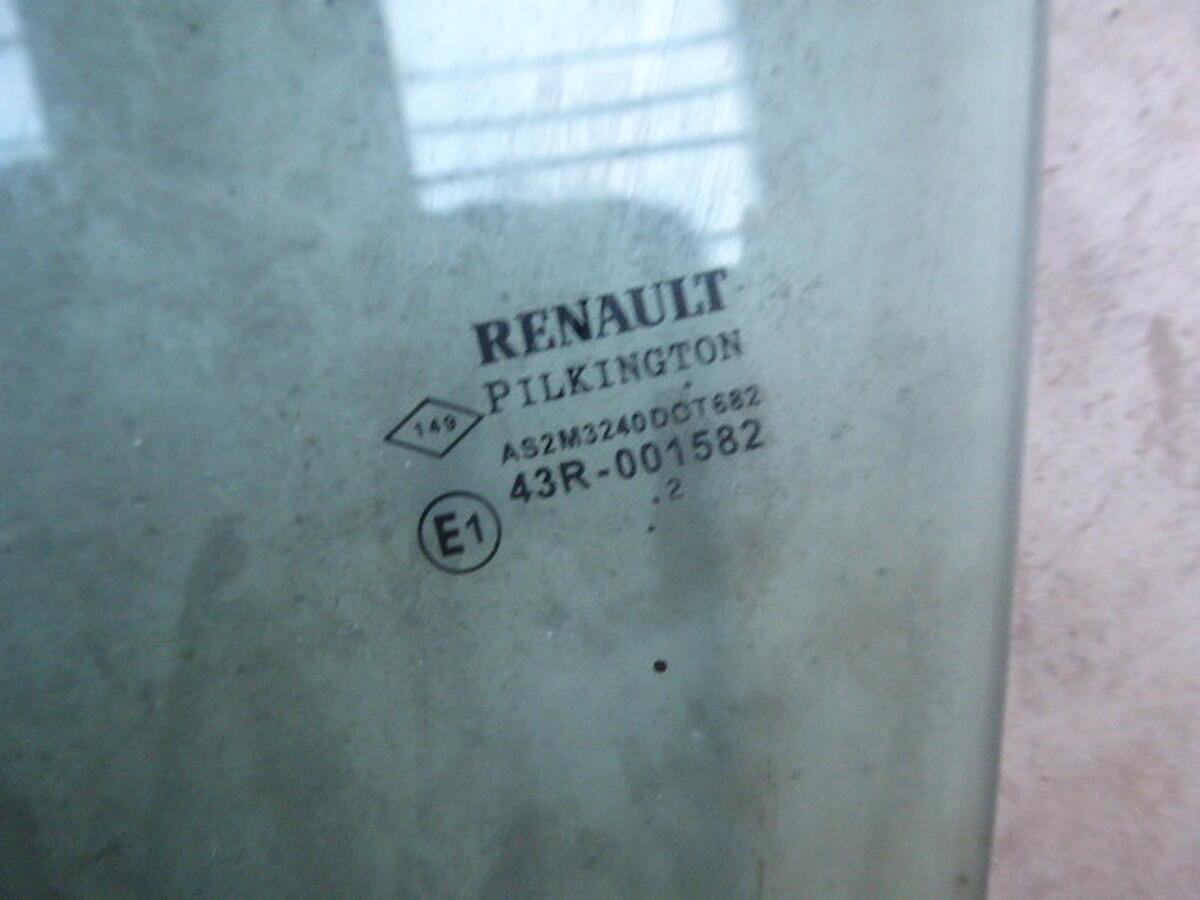 RENAULT
PILKINGTON
149
AS2M3240DOT682
43R-001582
E1
.2